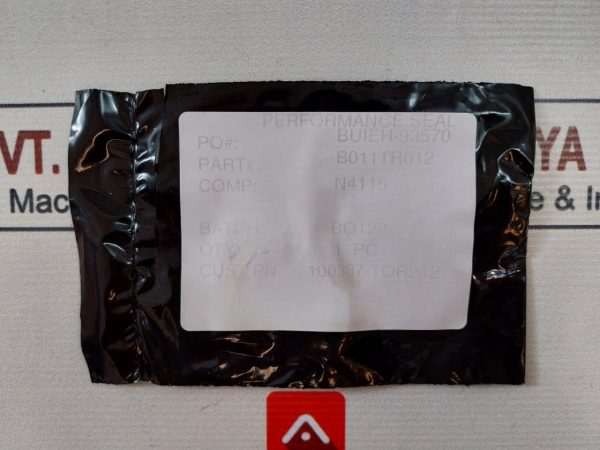 PERFORMANCE SEAL
PO#: BUIEH-93570
PART#: B011TR012
COMP: N4115
BATCH BO122
QTY: 1 PC
CUST PN. 100337-TOR212
VT. YA
Mac e & In